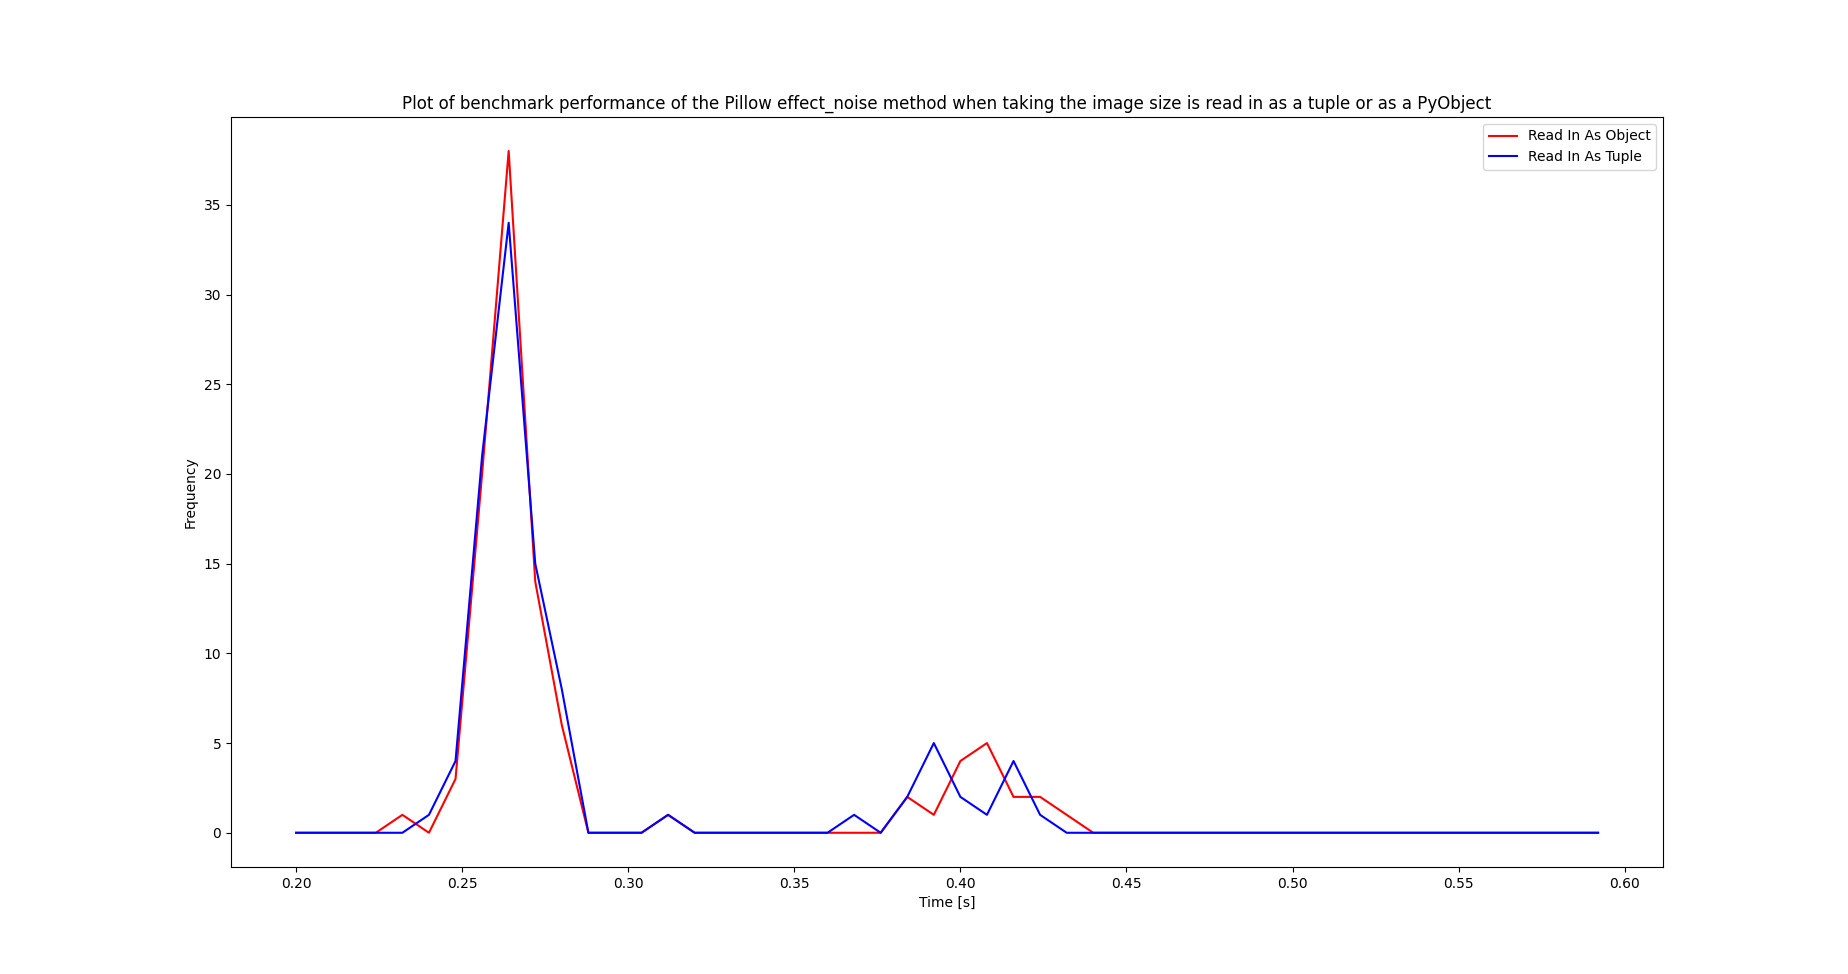 Plot of benchmark performance of the Pillow effect_noise method when taking the image size is read in as a tuple or as a PyObject
Read In As Object
Read In As Tuple
35
30
25
20
15
10
5
0
Frequency
0.20 0.25 0.30 0.35 0.40 0.45 0.50 0.55 0.60
Time [s]